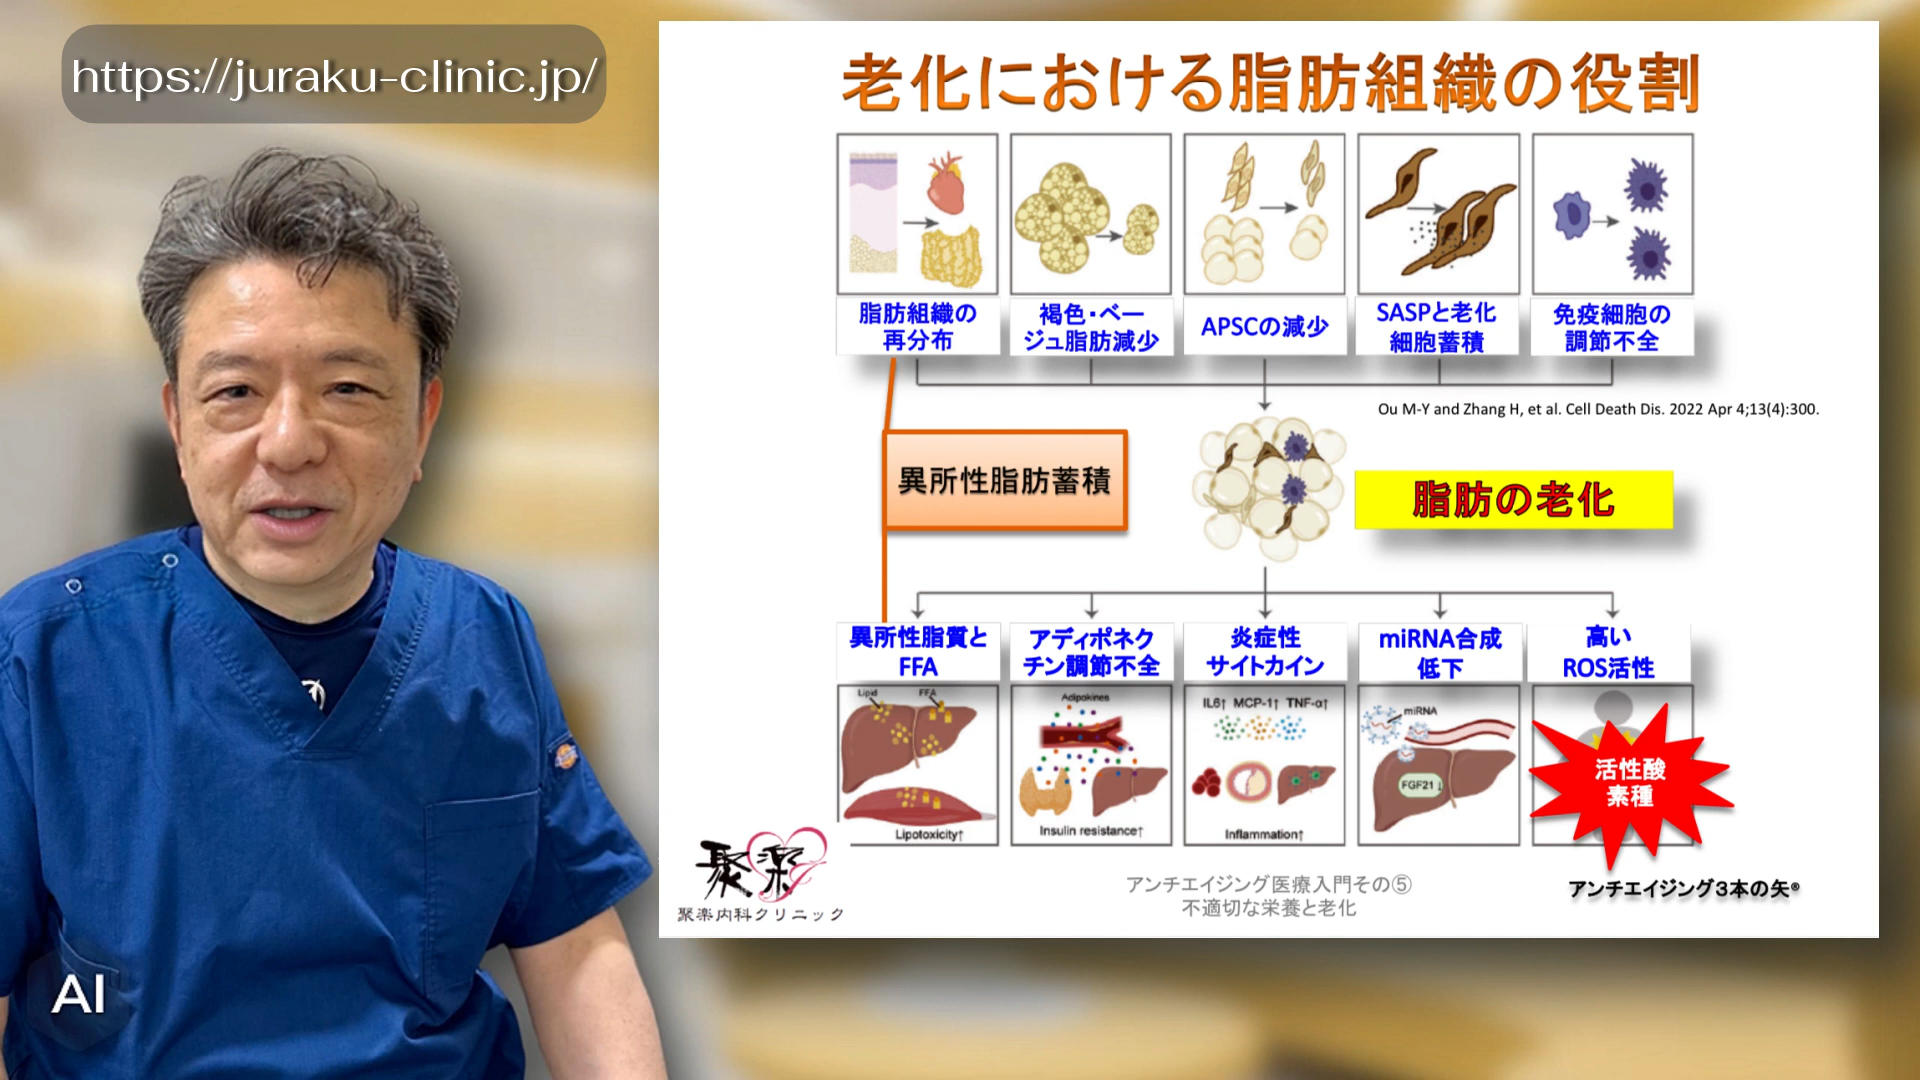 https://juraku-clinic.jp/
老化における脂肪組織の役割
脂肪組織の
再分布
褐色・ベー
ジュ脂肪減少
APSCの減少
SASPと老化
細胞蓄積
免疫細胞の
調節不全
Ou M-Y and Zhang H, et al. Cell Death Dis. 2022 Apr 4;13(4):300.
異所性脂肪蓄積
脂肪の老化
異所性脂質と
FFA
アディポネク
チン調節不全
炎症性
サイトカイン
miRNA合成
低下
高い
ROS活性
Lipid
FFA
Lipotoxicity↑
Adipokines
Insulin resistance↑
IL6↑ MCP-1↑ TNF-α↑
Inflammation↑
miRNA
FGF21↓
活性酸
素種
聚楽
聚楽内科クリニック
アンチエイジング医療入門その⑤
不適切な栄養と老化
アンチエイジング3本の矢®
AI